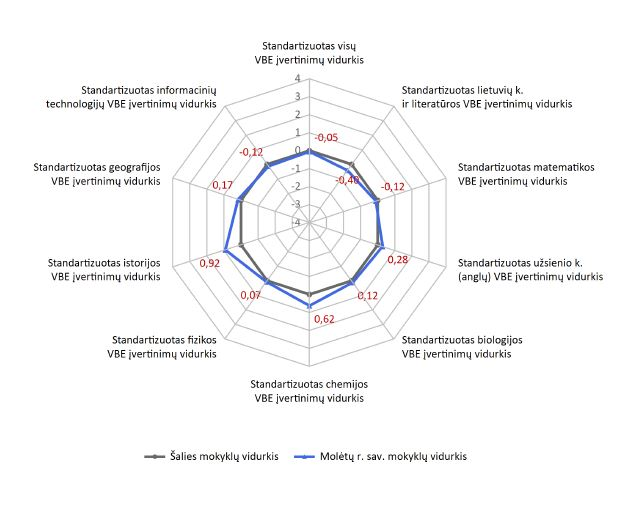 Standartizuotas visų
VBE įvertinimų vidurkis
Standartizuotas informacinių
technologijų VBE įvertinimų vidurkis
Standartizuotas lietuvių k.
ir literatūros VBE įvertinimų vidurkis
Standartizuotas geografijos
VBE įvertinimų vidurkis
Standartizuotas matematikos
VBE įvertinimų vidurkis
Standartizuotas istorijos
VBE įvertinimų vidurkis
Standartizuotas užsienio k.
(anglų) VBE įvertinimų vidurkis
Standartizuotas fizikos
VBE įvertinimų vidurkis
Standartizuotas biologijos
VBE įvertinimų vidurkis
Standartizuotas chemijos
VBE įvertinimų vidurkis
4
3
2
1
0
-1
-2
-3
-4
-0,05
-0,12
-0,40
-0,12
0,17
0,28
0,92
0,07
0,12
0,62
Šalies mokyklų vidurkis
Molėtų r. sav. mokyklų vidurkis